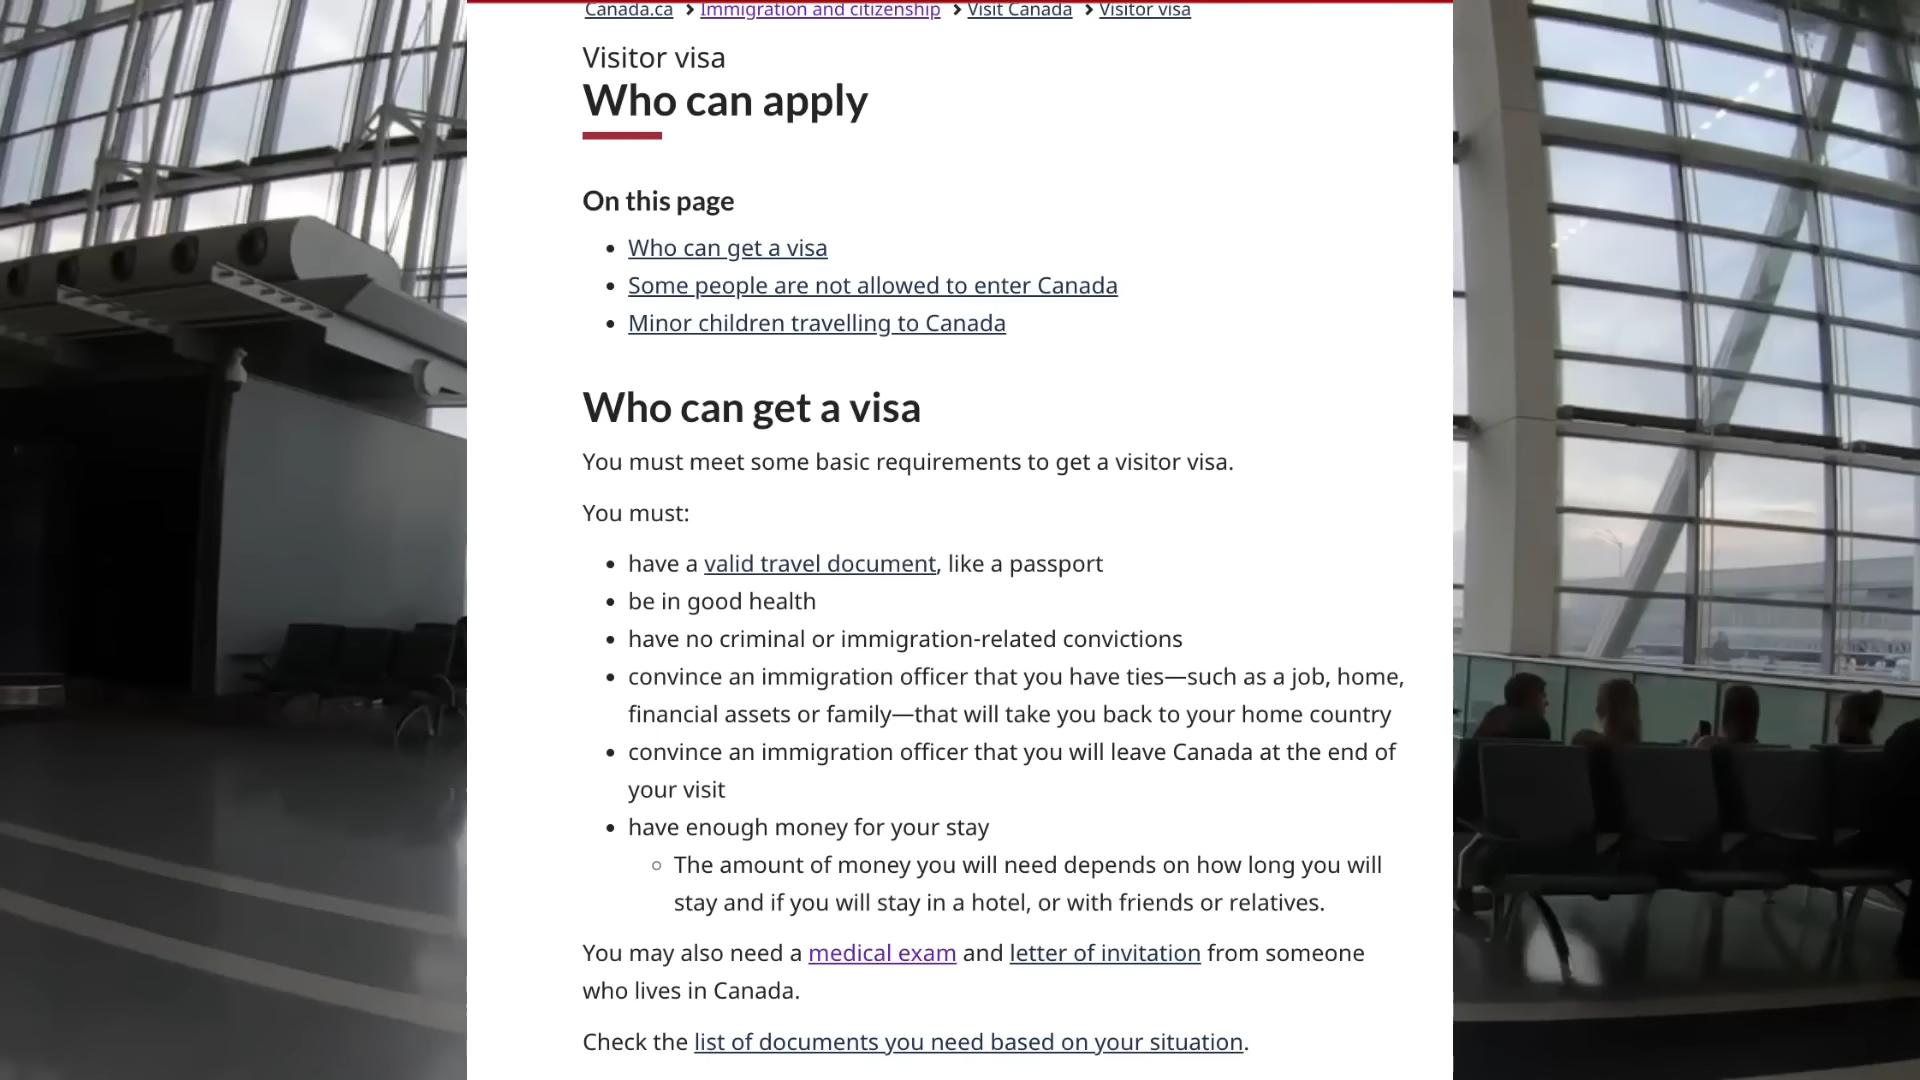 Canada.ca > Immigration and citizenship > Visit Canada > Visitor visa
Visitor visa
Who can apply
On this page
• Who can get a visa
• Some people are not allowed to enter Canada
• Minor children travelling to Canada
Who can get a visa
You must meet some basic requirements to get a visitor visa.
You must:
• have a valid travel document, like a passport
• be in good health
• have no criminal or immigration-related convictions
• convince an immigration officer that you have ties—such as a job, home,
financial assets or family—that will take you back to your home country
• convince an immigration officer that you will leave Canada at the end of
your visit
• have enough money for your stay
◦ The amount of money you will need depends on how long you will
stay and if you will stay in a hotel, or with friends or relatives.
You may also need a medical exam and letter of invitation from someone
who lives in Canada.
Check the list of documents you need based on your situation.